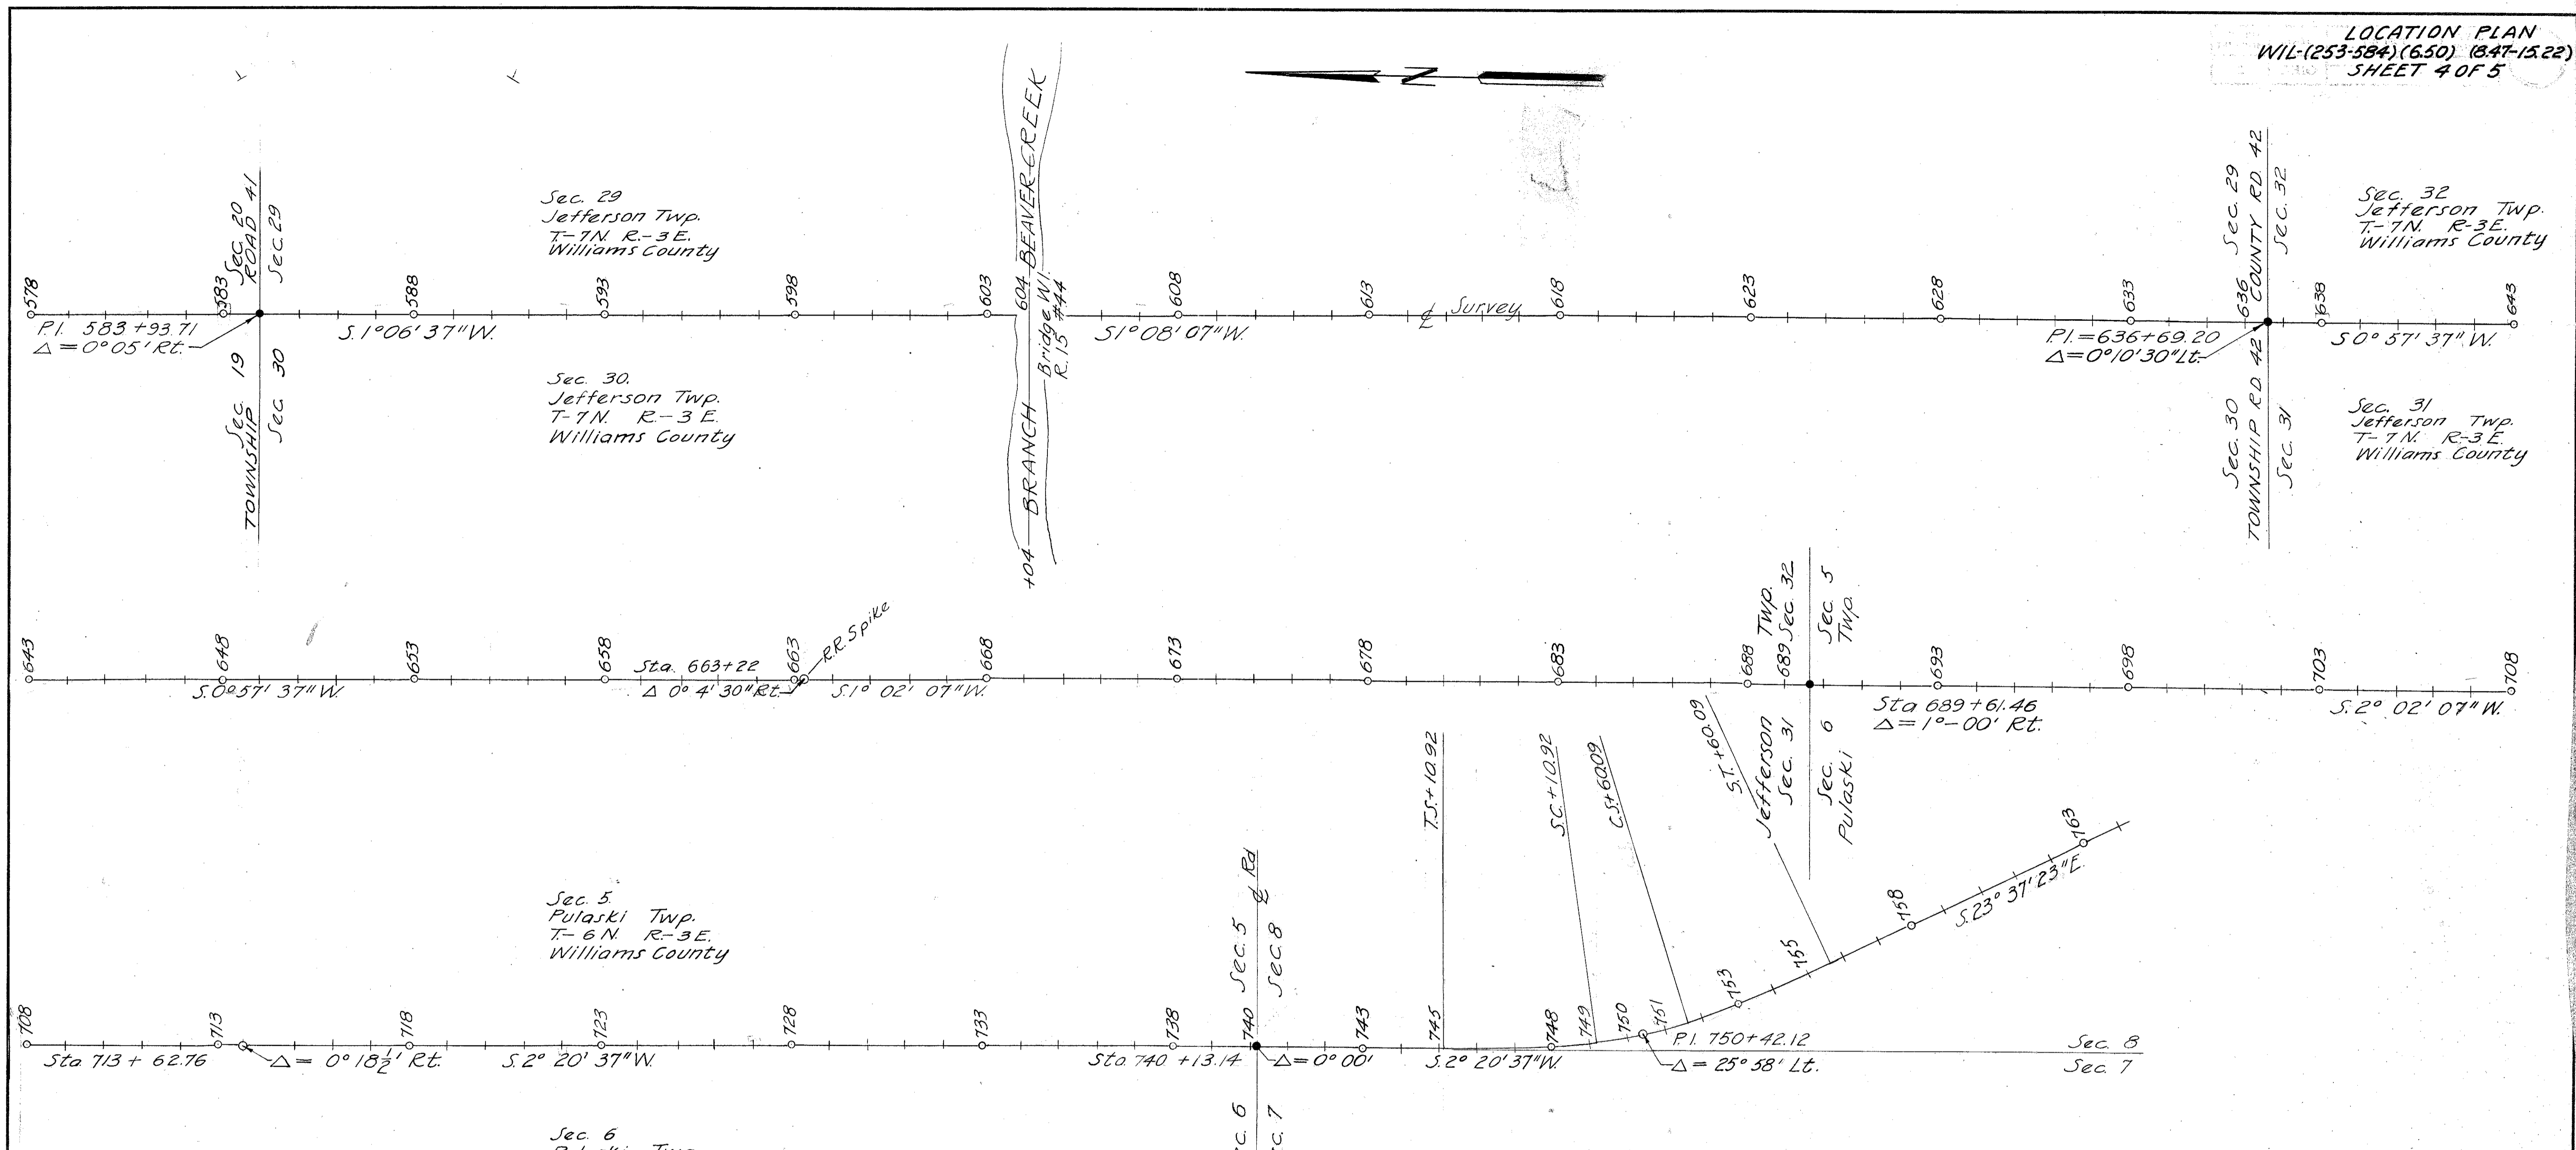 LOCATION PLAN
WIL-(253-584)(6.50) (8.47-15.22)
SHEET 4 OF 5
N
Sec. 20
ROAD 41
Sec. 29
Sec. 29
Jefferson Twp.
T.-7N. R.-3E.
Williams County
604 BEAVER CREEK
Bridge WI.
R.15 #44
Sec. 29
COUNTY RD. 42
Sec. 32
Sec. 32
Jefferson Twp.
T.-7N. R-3E.
Williams County
578
583
588
593
598
603
608
613
℄ Survey
618
623
628
633
636
638
643
P.I. 583+93.71
Δ=0°05' Rt.
S.1°06'37"W.
S1°08'07"W.
P.I.=636+69.20
Δ=0°10'30"Lt.
S0°57'37"W.
Sec. 19
TOWNSHIP
Sec 30
Sec. 30.
Jefferson Twp.
T-7N. R.-3E.
Williams County
+04 BRANCH
Sec. 30
TOWNSHIP RD. 42
Sec. 31
Sec. 31
Jefferson Twp.
T-7N. R.-3E.
Williams County
643
648
653
658
663
R.R. Spike
668
673
678
683
688
Jefferson Twp.
689 Sec. 32
Sec. 5
Twp.
693
698
703
708
S.0°57'37"W.
Sta. 663+22
Δ 0°4'30"Rt.
S.1°02'07"W.
Sta 689+61.46
Δ=1°-00' Rt.
S.2°02'07"W.
Sec. 31
Sec. 6
Pulaski
T.S.+10.92
S.C.+10.92
C.S.+60.09
S.T.+60.09
Sec. 5.
Pulaski Twp.
T.-6N. R.-3E.
Williams County
Sec. 5
℄ Rd
Sec. 8
708
713
718
723
728
733
738
740
743
745
748
749
750
751
753
755
758
163
S.23°37'23"E.
Sta. 713+62.76
Δ=0°18½' Rt.
S.2°20'37"W.
Sta. 740+13.14
Δ=0°00'
S.2°20'37"W.
P.I. 750+42.12
Δ=25°58' Lt.
Sec. 8
Sec. 7
c. 6
c. 7
Sec. 6